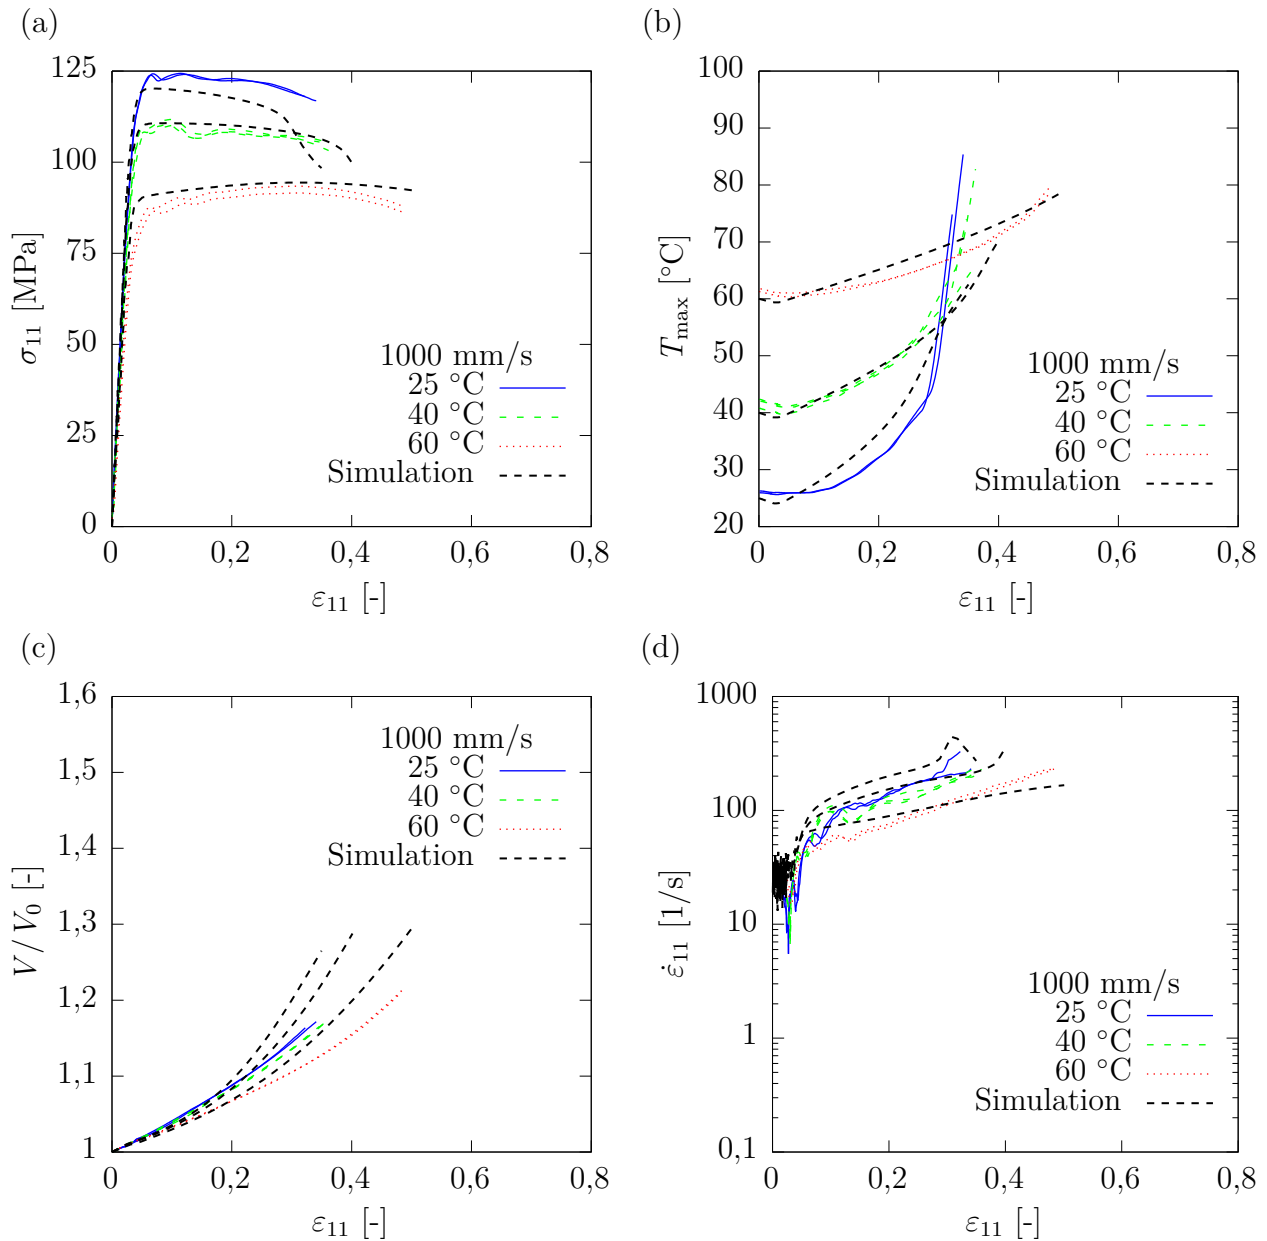 (a)
125
100
75
50
25
0
σ11 [MPa]
1000 mm/s
25 °C
40 °C
60 °C
Simulation
0 0,2 0,4 0,6 0,8
ε11 [-]
(b)
100
90
80
70
60
50
40
30
20
Tmax [°C]
1000 mm/s
25 °C
40 °C
60 °C
Simulation
0 0,2 0,4 0,6 0,8
ε11 [-]
(c)
1,6
1,5
1,4
1,3
1,2
1,1
1
V/V0 [-]
1000 mm/s
25 °C
40 °C
60 °C
Simulation
0 0,2 0,4 0,6 0,8
ε11 [-]
(d)
1000
100
10
1
0,1
ε̇11 [1/s]
1000 mm/s
25 °C
40 °C
60 °C
Simulation
0 0,2 0,4 0,6 0,8
ε11 [-]